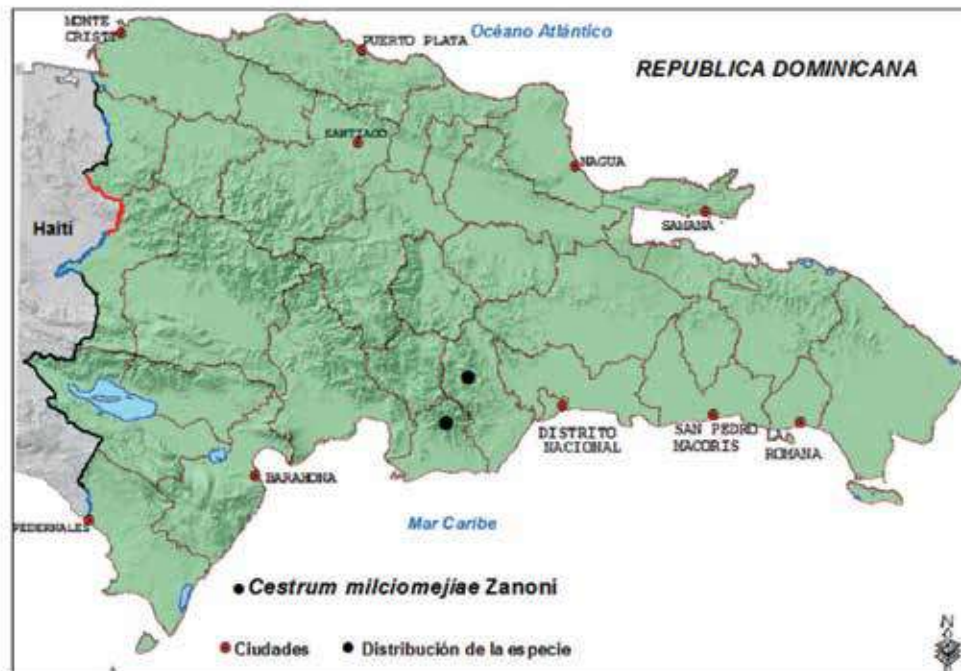 MONTE
CRISTI
PUERTO PLATA
Océano Atlántico
REPUBLICA DOMINICANA
SANTIAGO
NAGUA
SAMANA
Haití
DISTRITO
NACIONAL
SAN PEDRO
MACORIS
LA
ROMANA
BARAHONA
PEDERNALES
Mar Caribe
Cestrum milciomejiae Zanoni
Ciudades
Distribución de la especie
N